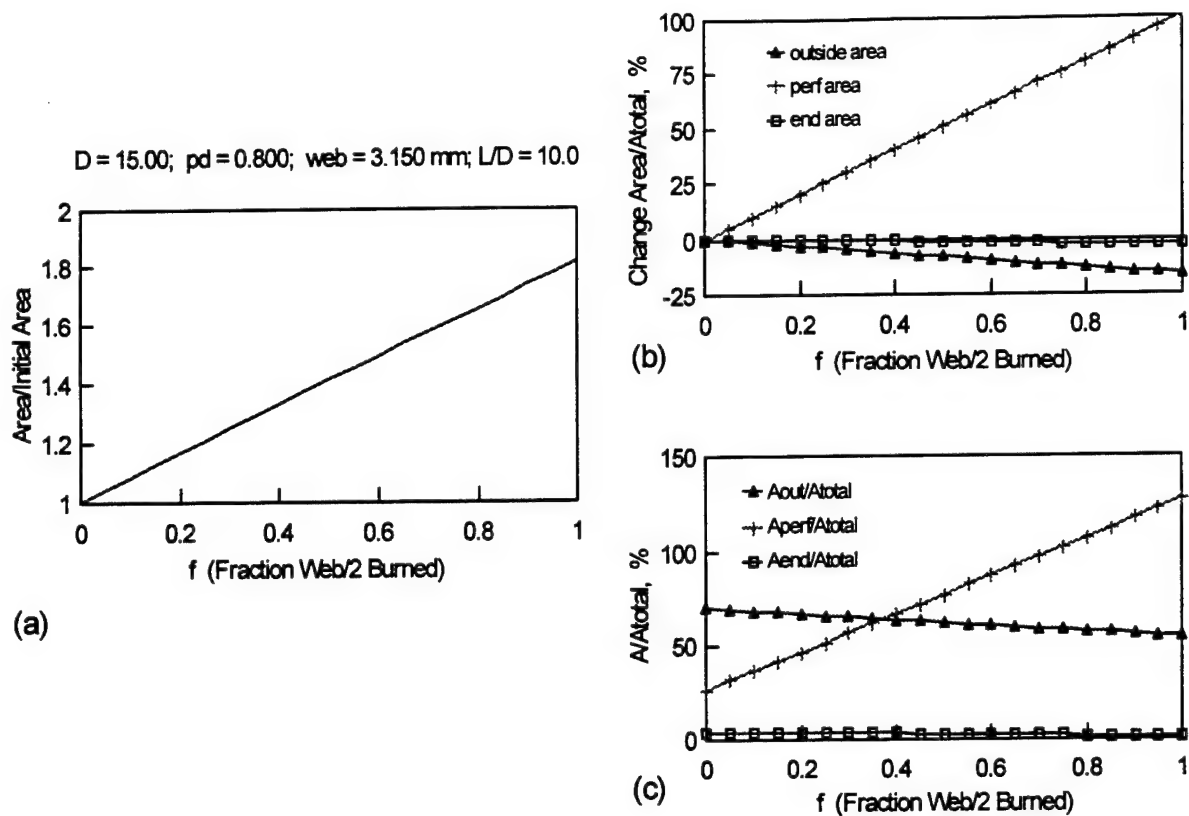 D = 15.00; pd = 0.800; web = 3.150 mm; L/D = 10.0
Area/Initial Area
2
1.8
1.6
1.4
1.2
1
0
0.2
0.4
0.6
0.8
1
f (Fraction Web/2 Burned)
(a)
Change Area/Atotal, %
100
75
50
25
0
-25
outside area
perf area
end area
0
0.2
0.4
0.6
0.8
1
f (Fraction Web/2 Burned)
(b)
A/Atotal, %
150
100
50
0
Aout/Atotal
Aperf/Atotal
Aend/Atotal
0
0.2
0.4
0.6
0.8
1
f (Fraction Web/2 Burned)
(c)